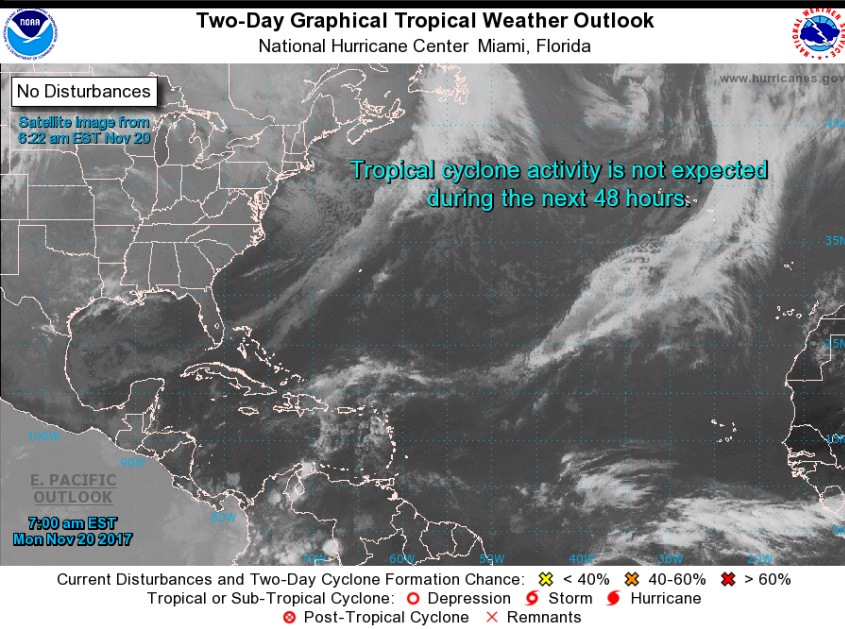 NOAA
Two-Day Graphical Tropical Weather Outlook
National Hurricane Center Miami, Florida
www.hurricanes.gov
No Disturbances
Satellite Image from
6:22 am EST Nov 20
Tropical cyclone activity is not expected
during the next 48 hours.
35N
25N
100W
90W
E. PACIFIC
OUTLOOK
80W
7:00 am EST
Mon Nov 20 2017
70W
60W
50W
40W
30W
20W
Current Disturbances and Two-Day Cyclone Formation Chance: < 40% 40-60% > 60%
Tropical or Sub-Tropical Cyclone: Depression Storm Hurricane
Post-Tropical Cyclone Remnants